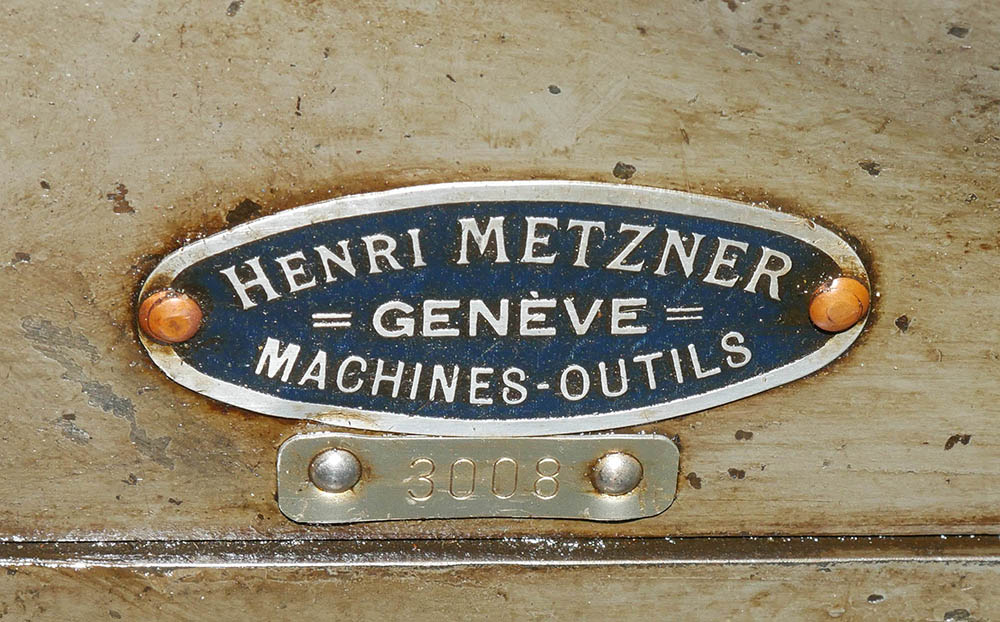 HENRI METZNER
= GENÈVE =
MACHINES-OUTILS
3008